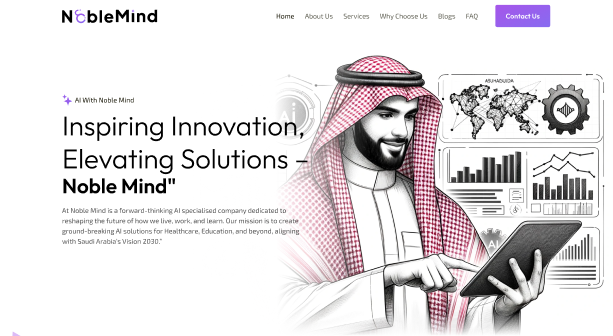 NobleMind
Home About Us Services Why Choose Us Blogs FAQ Contact Us
AI With Noble Mind
Inspiring Innovation,
Elevating Solutions –
Noble Mind"
At Noble Mind is a forward-thinking AI specialised company dedicated to
reshaping the future of how we live, work, and learn. Our mission is to create
ground-breaking AI solutions for Healthcare, Education, and beyond, aligning
with Saudi Arabia's Vision 2030."
Ai
AI